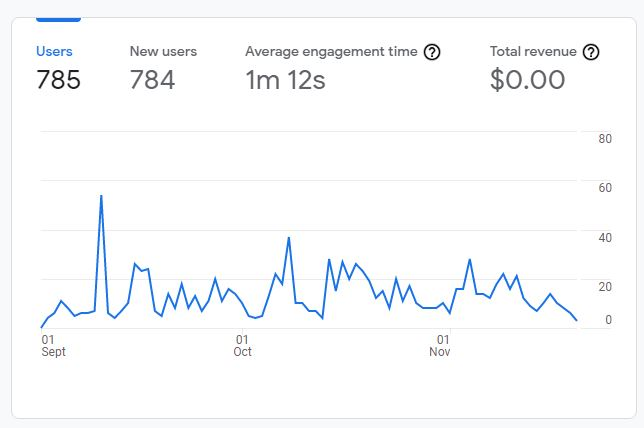 Users New users Average engagement time ? Total revenue ?
785 784 1m 12s $0.00
80
60
40
20
0
01 01 01
Sept Oct Nov